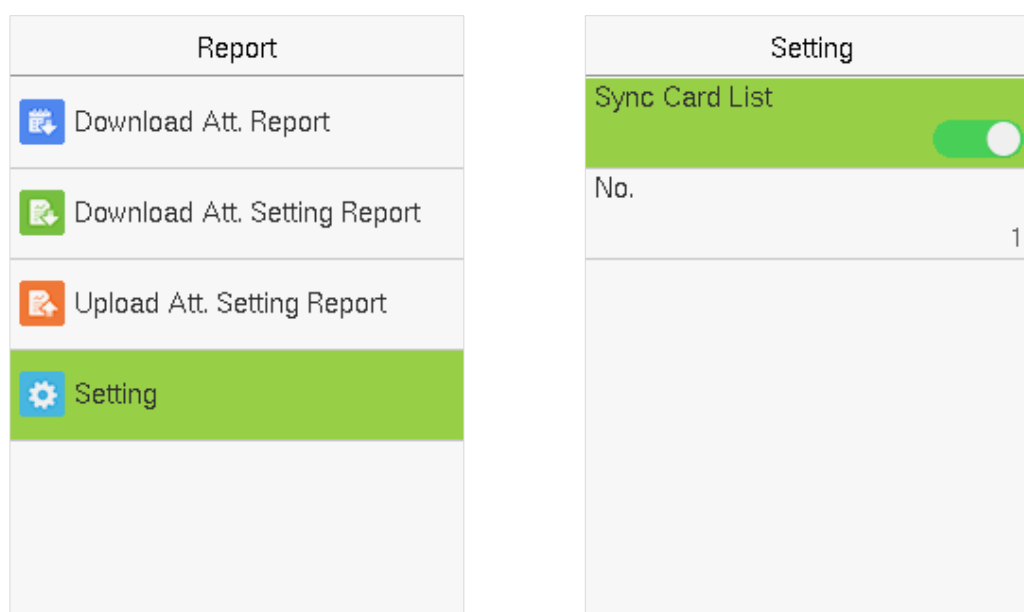 Report
Download Att. Report
Download Att. Setting Report
Upload Att. Setting Report
Setting
Setting
Sync Card List
No.
1